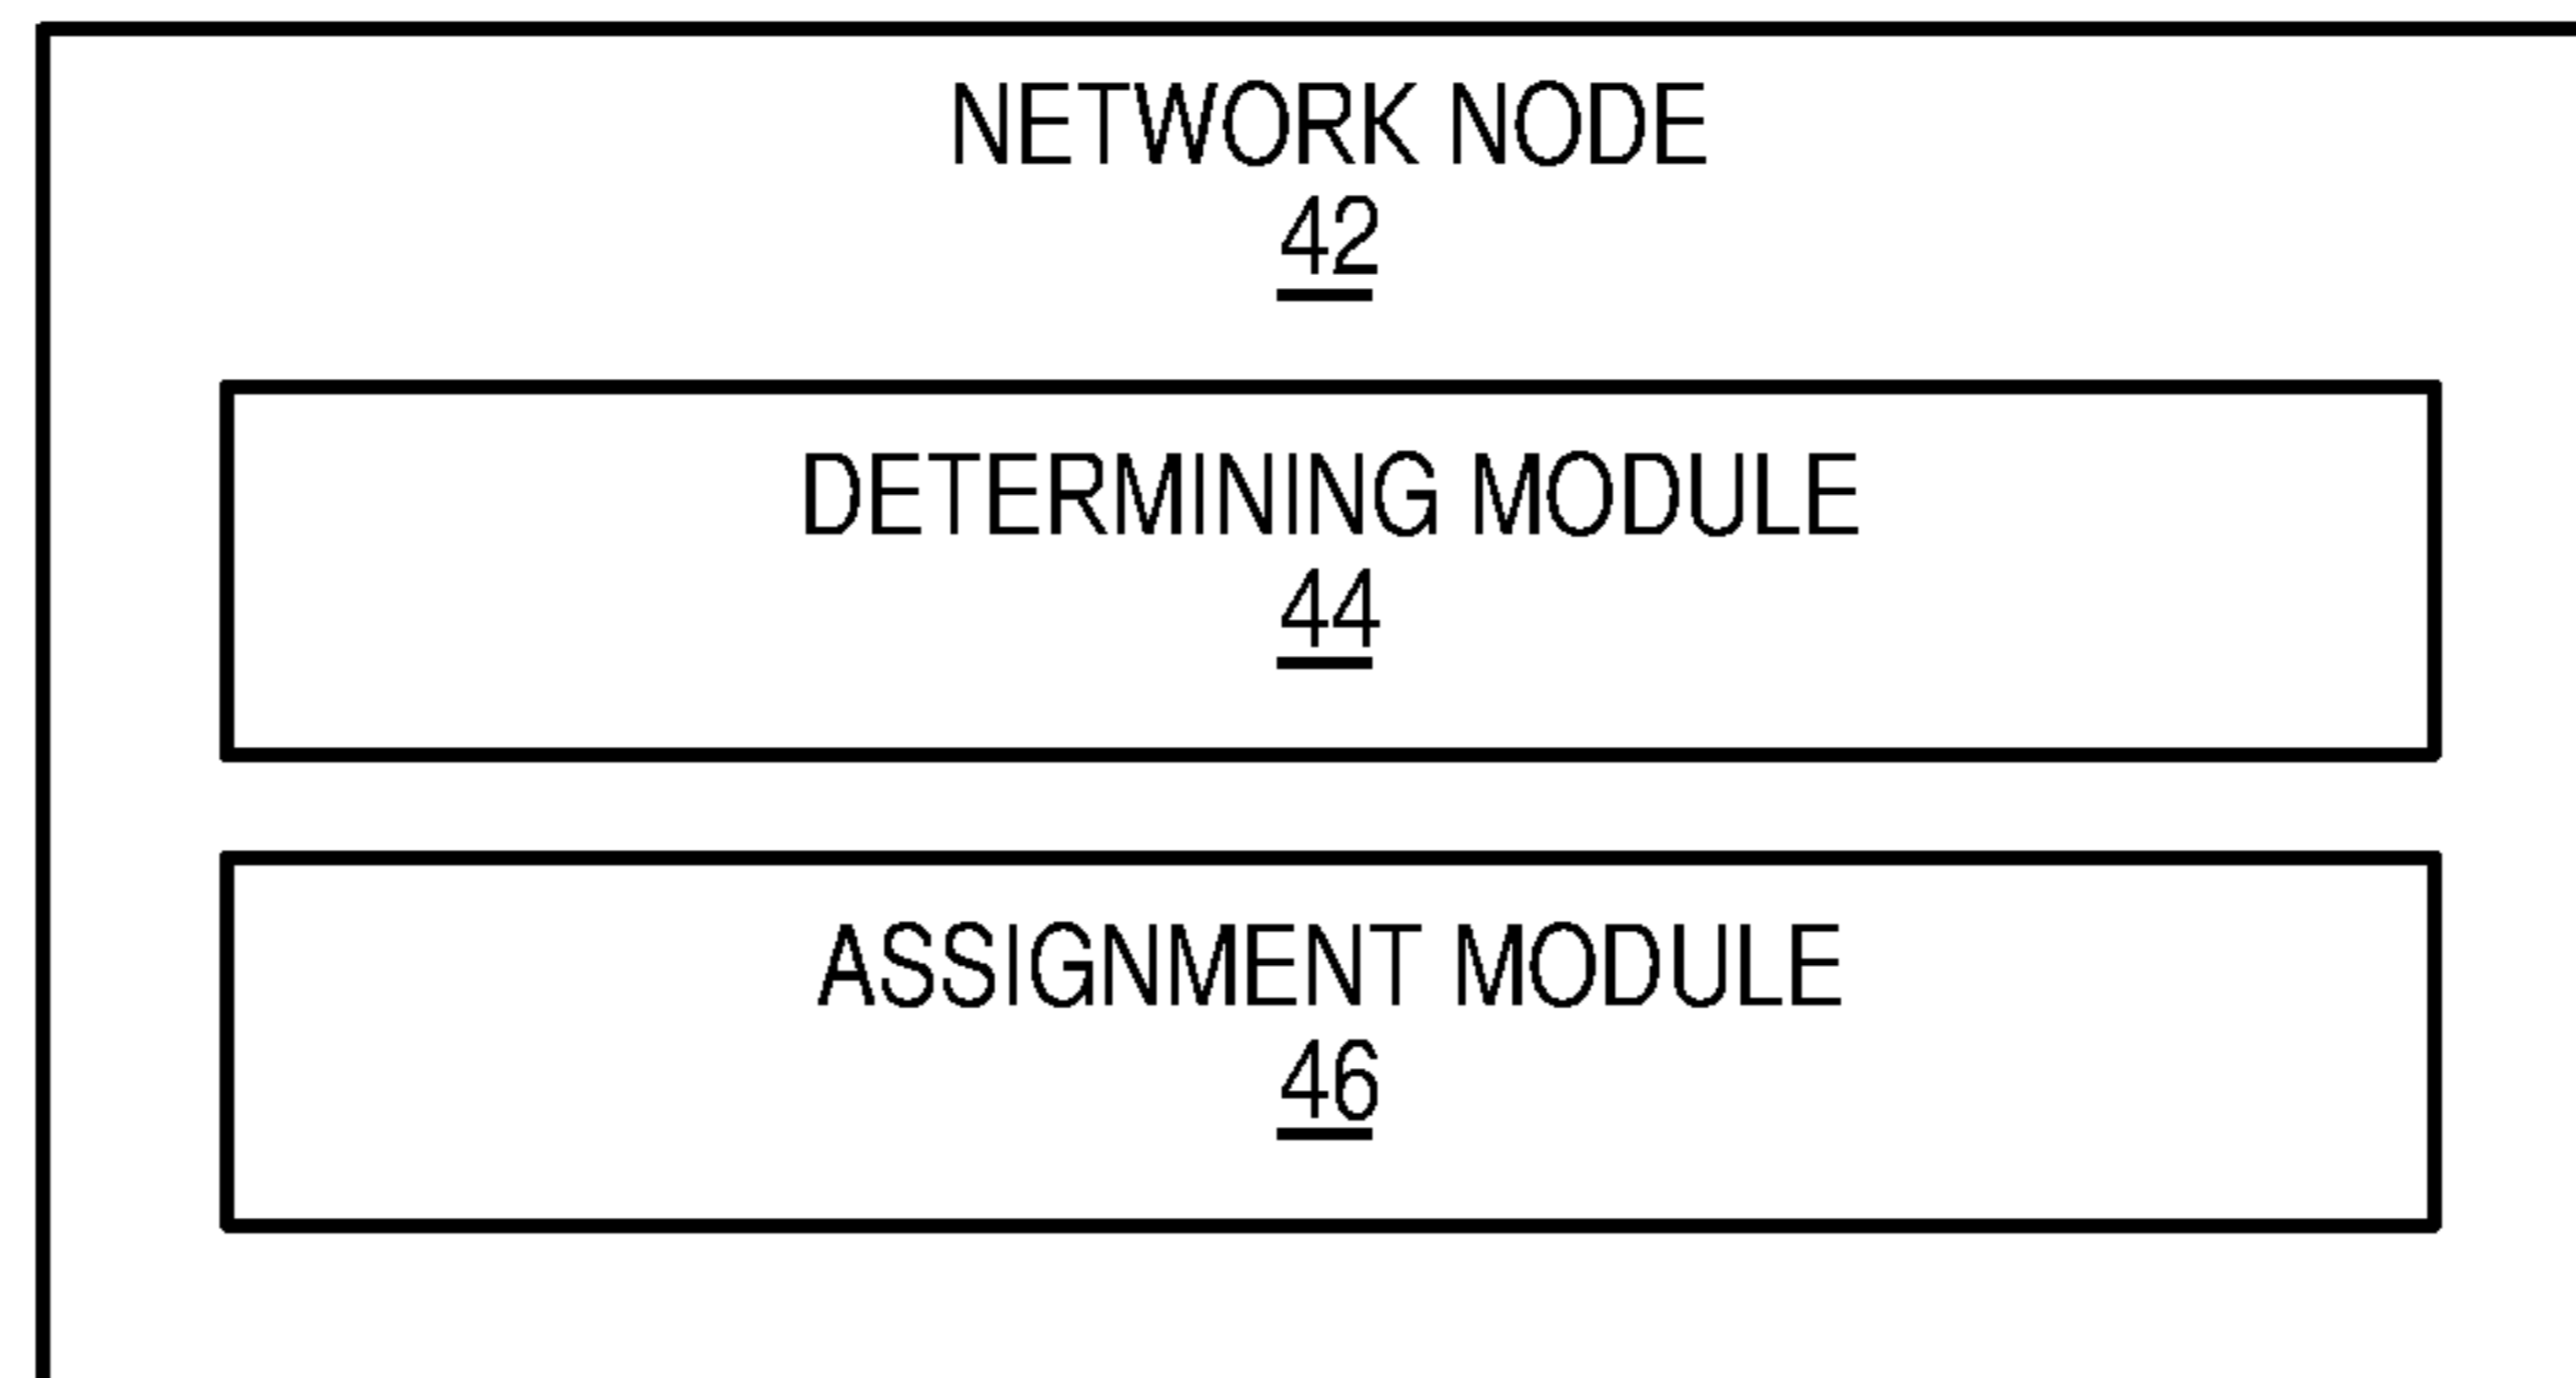 NETWORK NODE
42
DETERMINING MODULE
44
ASSIGNMENT MODULE
46